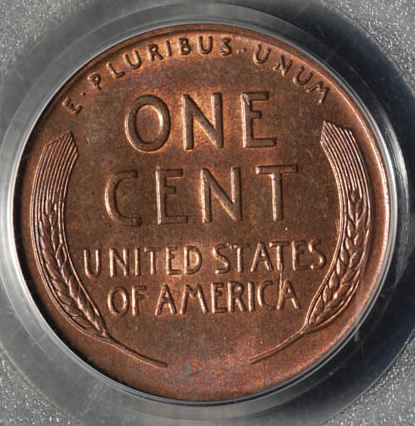 E·PLURIBUS·UNUM
ONE
CENT
UNITED STATES
OF AMERICA